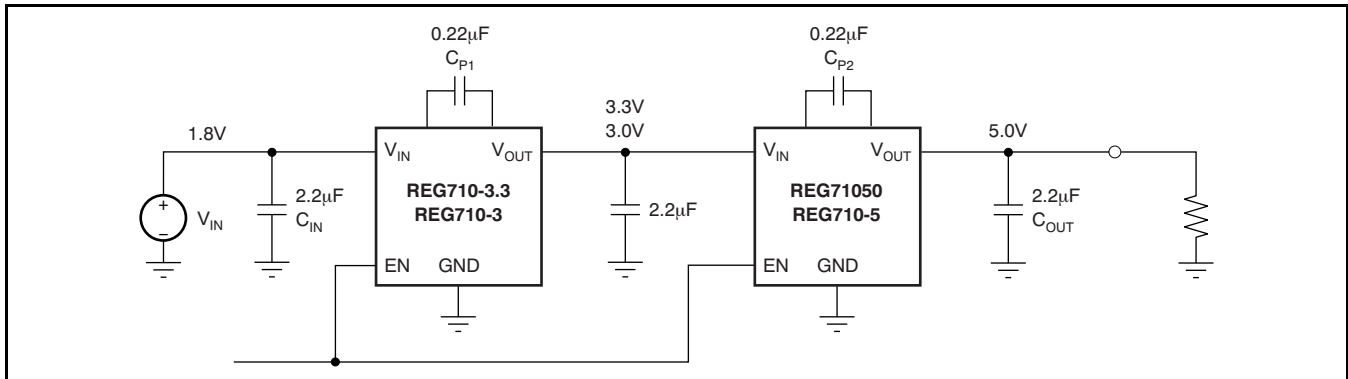 0.22μF
C_P1
0.22μF
C_P2
1.8V
3.3V
3.0V
5.0V
V_IN
V_OUT
V_IN
V_OUT
REG710-3.3
REG710-3
REG71050
REG710-5
+
−
V_IN
2.2μF
C_IN
2.2μF
2.2μF
C_OUT
EN
GND
EN
GND